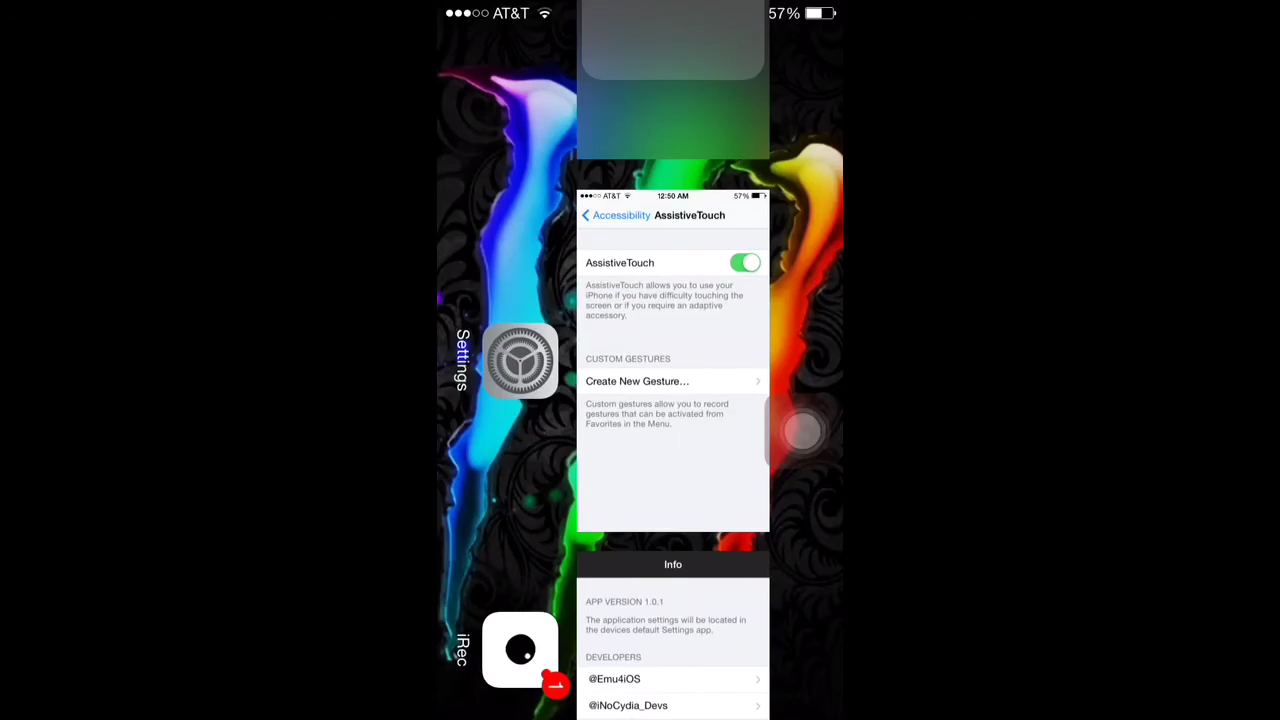 AT&T
57%
12:50 AM
AT&T
57%
Accessibility
AssistiveTouch
AssistiveTouch
AssistiveTouch allows you to use your
iPhone if you have difficulty touching the
screen or if you require an adaptive
accessory.
CUSTOM GESTURES
Create New Gesture…
Custom gestures allow you to record
gestures that can be activated from
Favorites in the Menu.
Settings
Info
APP VERSION 1.0.1
The application settings will be located in
the devices default Settings app.
DEVELOPERS
@Emu4iOS
@iNoCydia_Devs
iRec
1